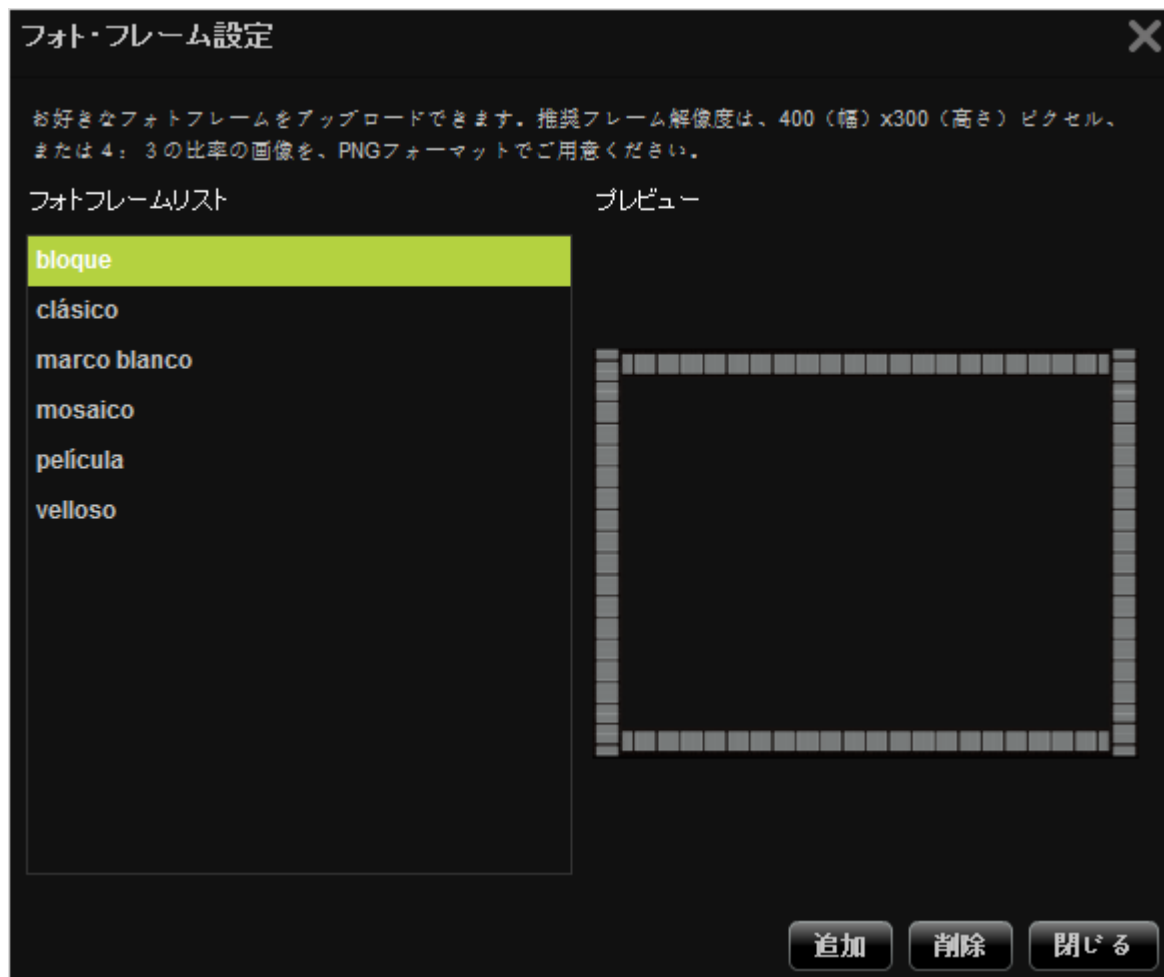 フォト・フレーム設定
お好きなフォトフレームをアップロードできます。推奨フレーム解像度は、400（幅）x300（高さ）ピクセル、
または４：３の比率の画像を、PNGフォーマットでご用意ください。
フォトフレームリスト
プレビュー
bloque
clásico
marco blanco
mosaico
película
velloso
追加
削除
閉じる